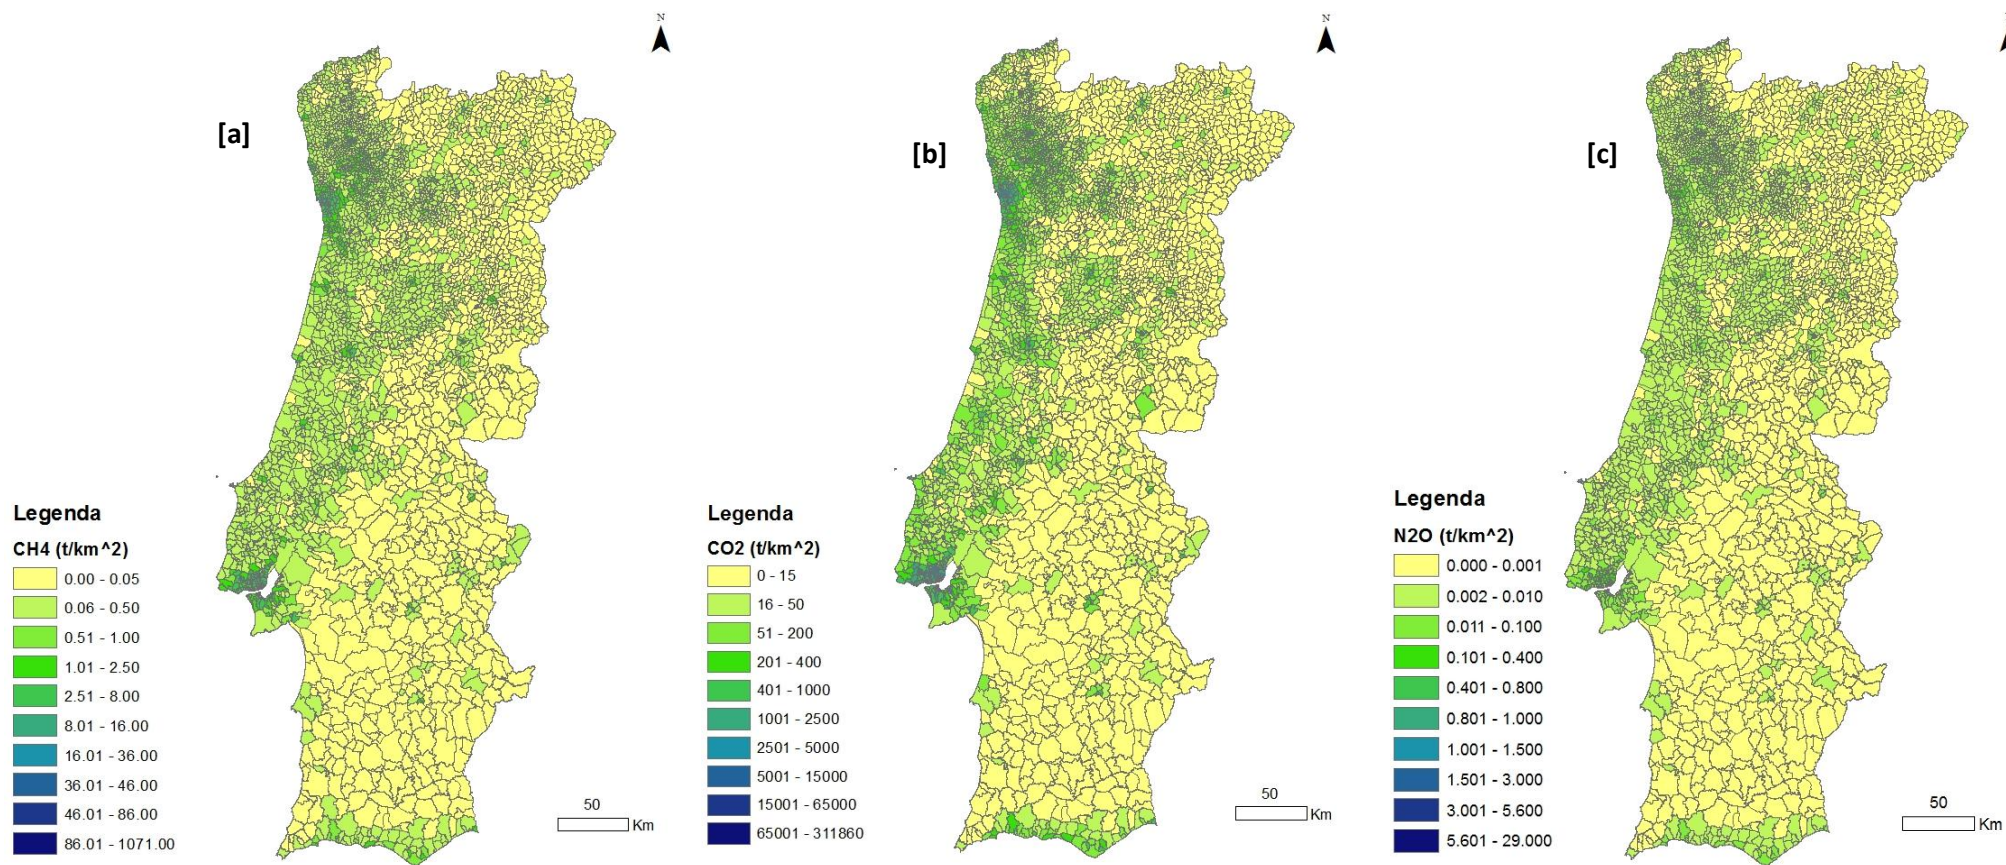 N
N
[a]
[b]
[c]
Legenda
CH4 (t/km^2)
0.00 - 0.05
0.06 - 0.50
0.51 - 1.00
1.01 - 2.50
2.51 - 8.00
8.01 - 16.00
16.01 - 36.00
36.01 - 46.00
46.01 - 86.00
86.01 - 1071.00
50
Km
Legenda
CO2 (t/km^2)
0 - 15
16 - 50
51 - 200
201 - 400
401 - 1000
1001 - 2500
2501 - 5000
5001 - 15000
15001 - 65000
65001 - 311860
50
Km
Legenda
N2O (t/km^2)
0.000 - 0.001
0.002 - 0.010
0.011 - 0.100
0.101 - 0.400
0.401 - 0.800
0.801 - 1.000
1.001 - 1.500
1.501 - 3.000
3.001 - 5.600
5.601 - 29.000
50
Km